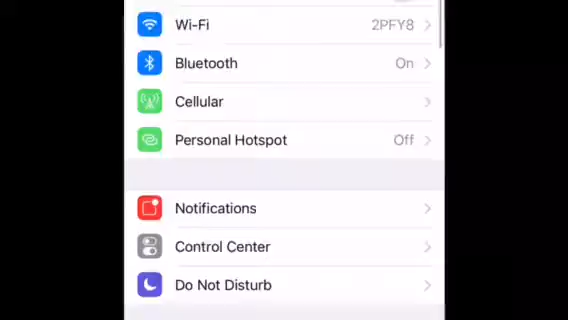 Wi-Fi 2PFY8
Bluetooth On
Cellular
Personal Hotspot Off
Notifications
Control Center
Do Not Disturb